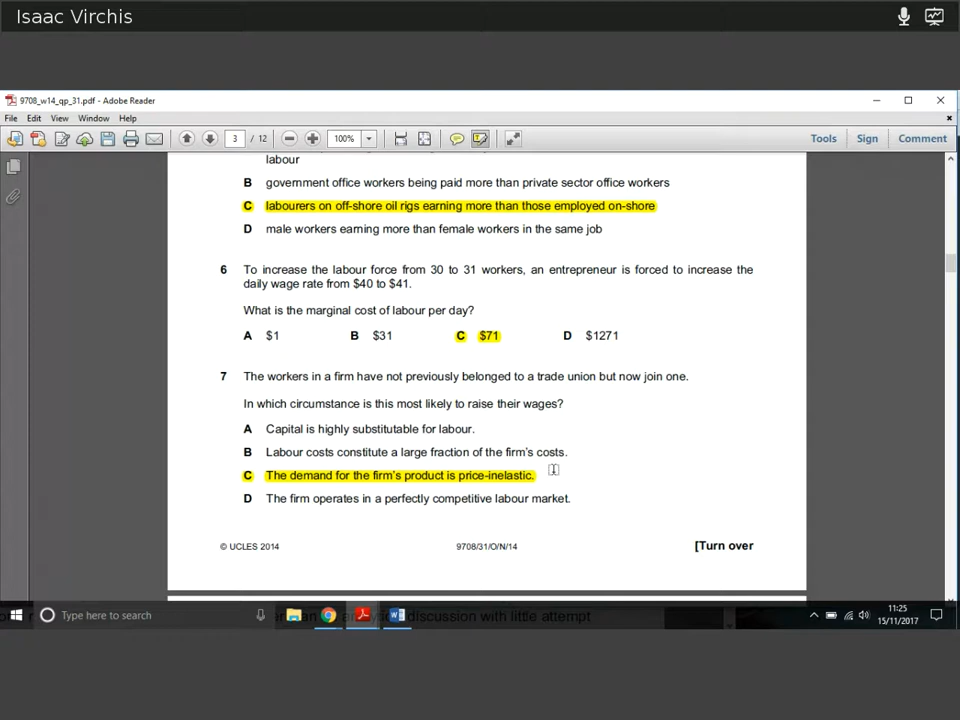 Isaac Virchis
9708_w14_qp_31.pdf - Adobe Reader
File Edit View Window Help
3 / 12 100% Tools Sign Comment
labour
B government office workers being paid more than private sector office workers
C labourers on off-shore oil rigs earning more than those employed on-shore
D male workers earning more than female workers in the same job
6 To increase the labour force from 30 to 31 workers, an entrepreneur is forced to increase the
daily wage rate from $40 to $41.
What is the marginal cost of labour per day?
A $1 B $31 C $71 D $1271
7 The workers in a firm have not previously belonged to a trade union but now join one.
In which circumstance is this most likely to raise their wages?
A Capital is highly substitutable for labour.
B Labour costs constitute a large fraction of the firm's costs.
C The demand for the firm's product is price-inelastic.
D The firm operates in a perfectly competitive labour market.
© UCLES 2014 9708/31/O/N/14 [Turn over
Type here to search
discussion with little attempt
11:25
15/11/2017